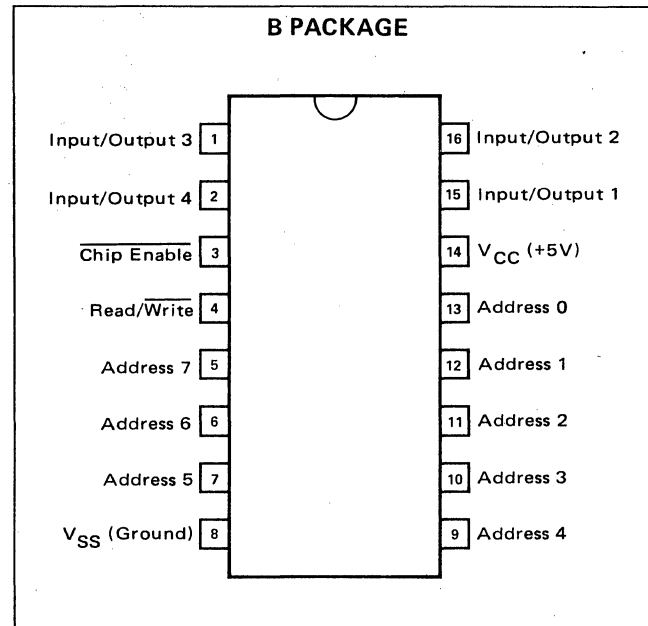 B PACKAGE
Input/Output 3 1
16 Input/Output 2
Input/Output 4 2
15 Input/Output 1
Chip Enable 3
14 VCC (+5V)
Read/Write 4
13 Address 0
Address 7 5
12 Address 1
Address 6 6
11 Address 2
Address 5 7
10 Address 3
VSS (Ground) 8
9 Address 4